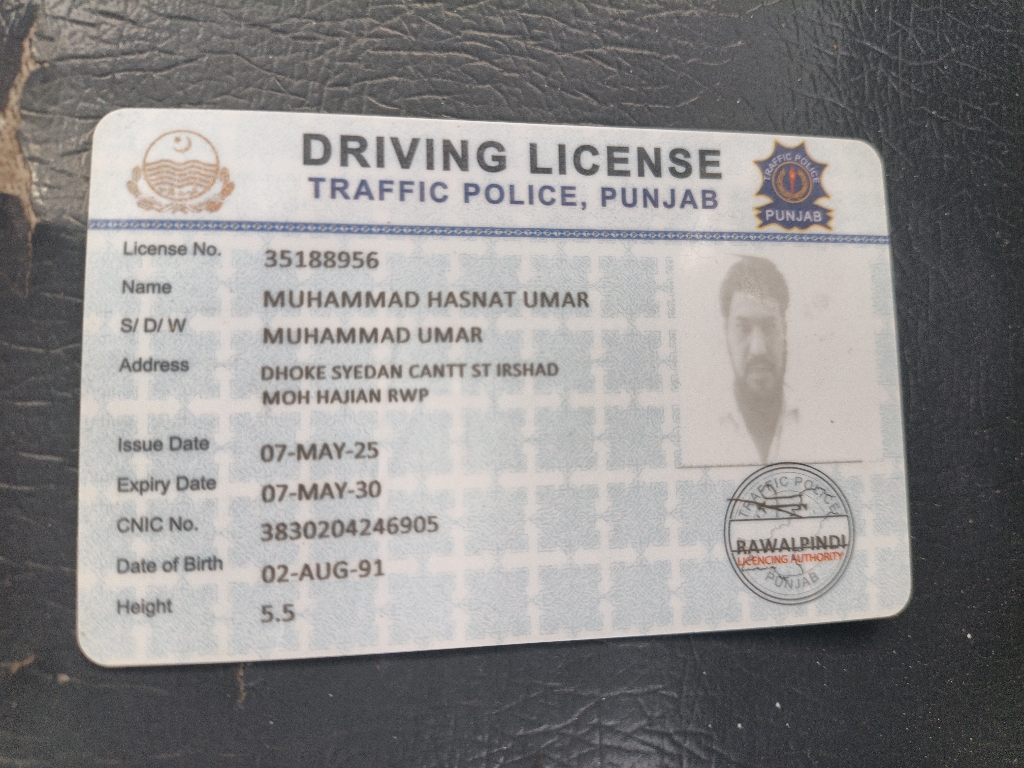 DRIVING LICENSE
TRAFFIC POLICE, PUNJAB
TRAFFIC POLICE
PUNJAB
License No. 35188956
Name MUHAMMAD HASNAT UMAR
S/ D/ W MUHAMMAD UMAR
Address DHOKE SYEDAN CANTT ST IRSHAD
MOH HAJIAN RWP
Issue Date 07-MAY-25
Expiry Date 07-MAY-30
CNIC No. 3830204246905
Date of Birth 02-AUG-91
Height 5.5
TRAFFIC POLICE
RAWALPINDI
LICENCING AUTHORITY
PUNJAB